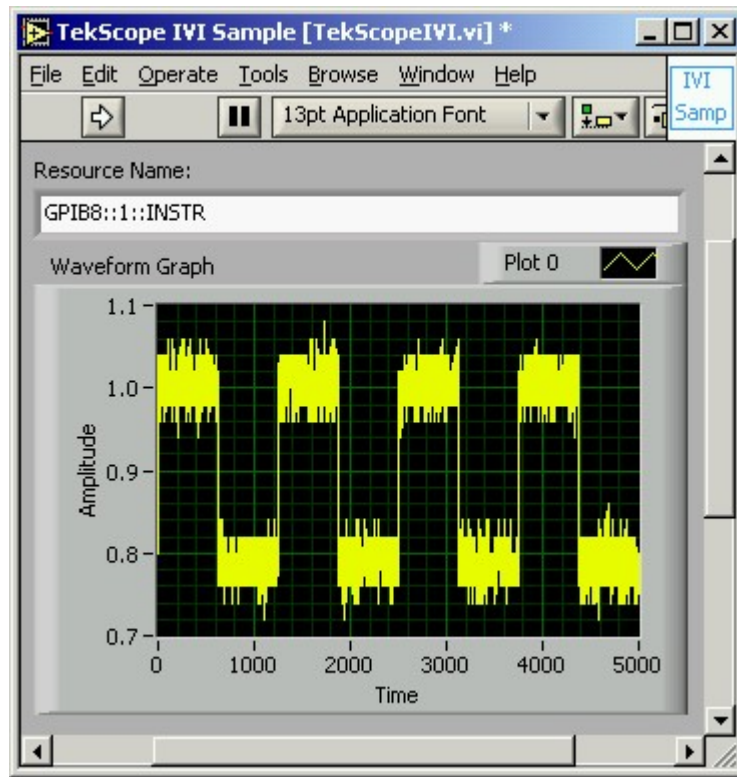 TekScope IVI Sample [TekScopeIVI.vi] *
File Edit Operate Tools Browse Window Help
IVI
Samp
13pt Application Font
Resource Name:
GPIB8::1::INSTR
Waveform Graph
Plot 0
1.1
1.0
0.9
0.8
0.7
Amplitude
0 1000 2000 3000 4000 5000
Time